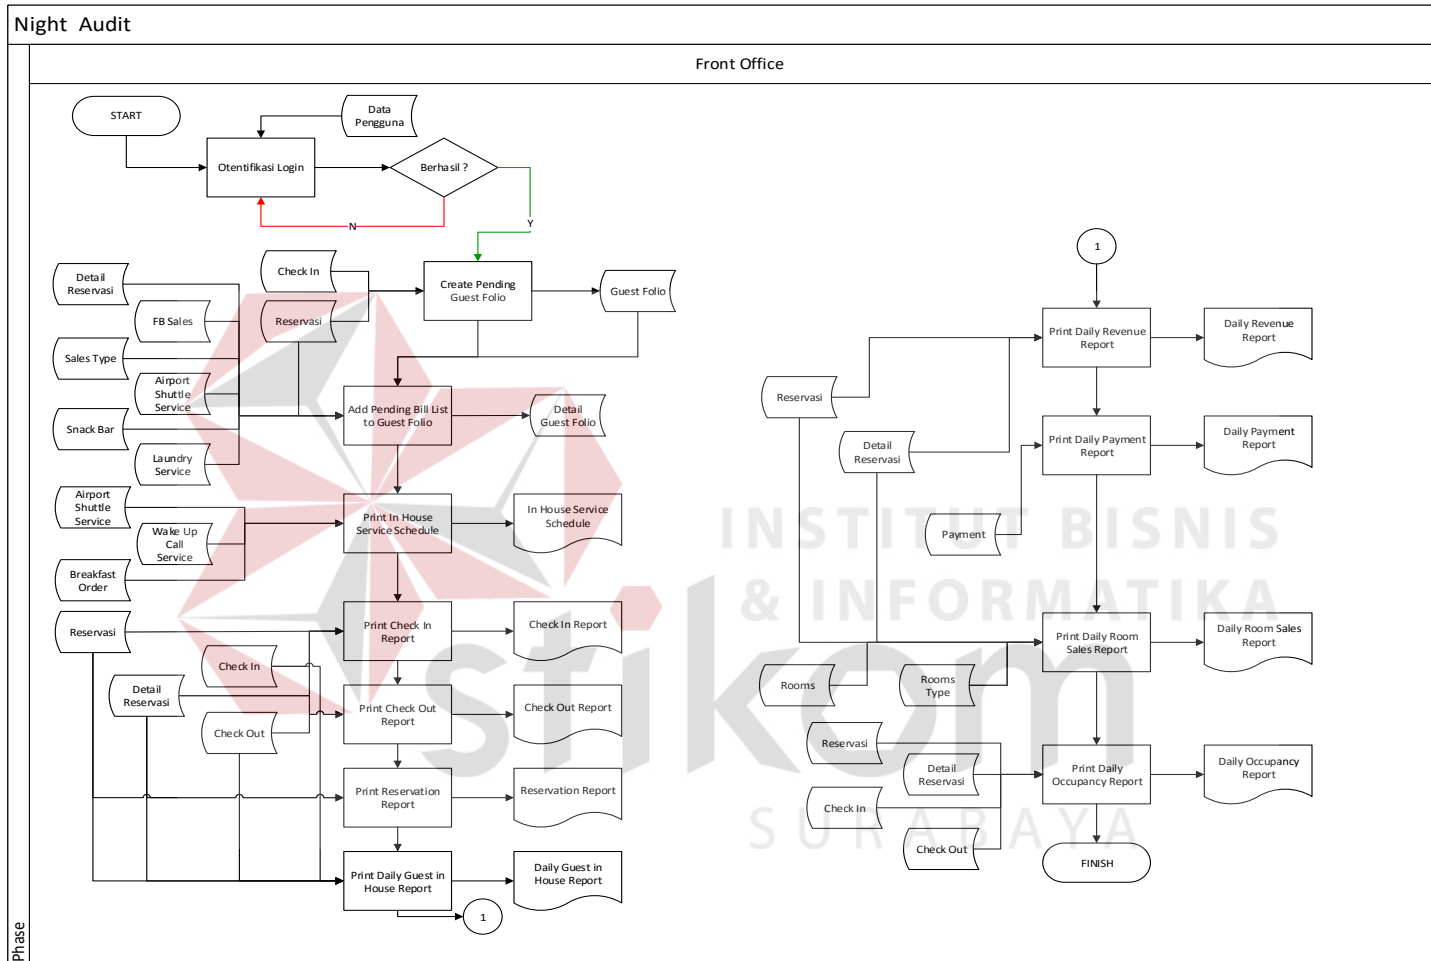 Night Audit
Front Office
Phase
START
Data
Pengguna
Otentifikasi Login
Berhasil ?
N
Y
Check In
Reservasi
Create Pending
Guest Folio
Guest Folio
Detail
Reservasi
FB Sales
Sales Type
Airport
Shuttle
Service
Snack Bar
Laundry
Service
Add Pending Bill List
to Guest Folio
Detail
Guest Folio
Airport
Shuttle
Service
Wake Up
Call
Service
Breakfast
Order
Print In House
Service Schedule
In House Service
Schedule
Reservasi
Print Check In
Report
Check In Report
Check In
Detail
Reservasi
Check Out
Print Check Out
Report
Check Out Report
Print Reservation
Report
Reservation Report
Print Daily Guest in
House Report
Daily Guest in
House Report
1
1
Print Daily Revenue
Report
Daily Revenue
Report
Reservasi
Detail
Reservasi
Print Daily Payment
Report
Daily Payment
Report
Payment
Print Daily Room
Sales Report
Daily Room Sales
Report
Rooms
Rooms
Type
Reservasi
Detail
Reservasi
Check In
Check Out
Print Daily
Occupancy Report
Daily Occupancy
Report
FINISH
INSTITUT BISNIS
& INFORMATIKA
stikom
SURABAYA